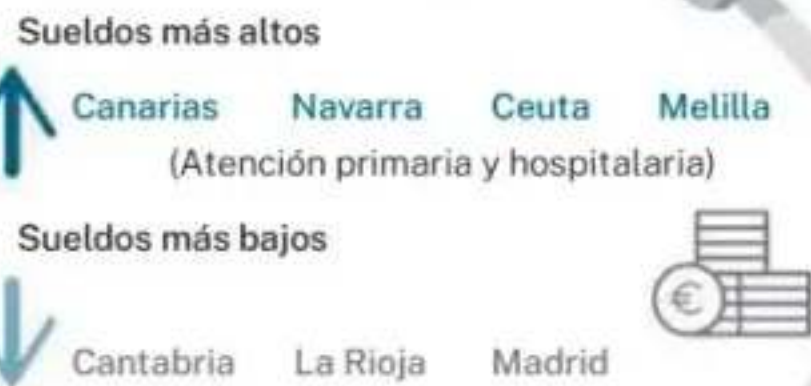 Sueldos más altos
Canarias Navarra Ceuta Melilla
(Atención primaria y hospitalaria)
Sueldos más bajos
€
Cantabria La Rioja Madrid